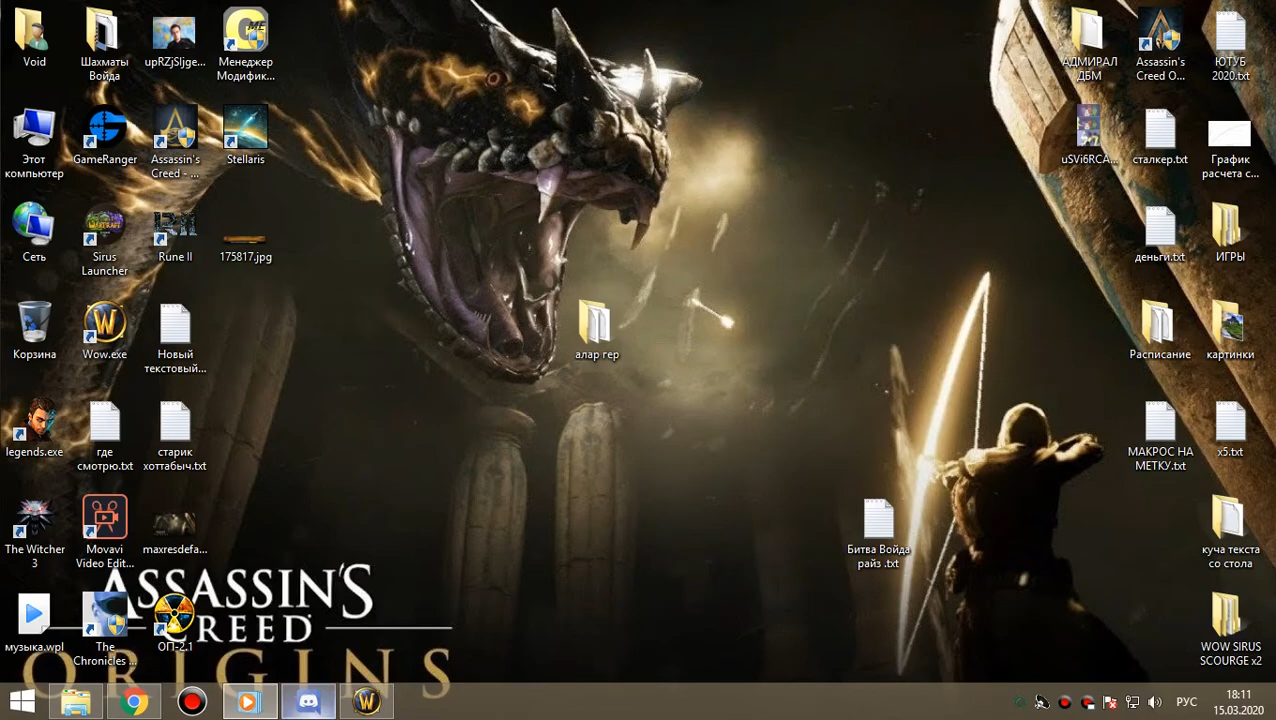 Void
Шахматы
Войда
upRZjSljge...
Менеджер
Модифик...
Этот
компьютер
GameRanger
Assassin's
Creed - ...
Stellaris
Сеть
Sirus
Launcher
Rune II
175817.jpg
Корзина
Wow.exe
Новый
текстовый...
legends.exe
где
смотрю.txt
старик
хоттабыч.txt
The Witcher
3
Movavi
Video Edit...
maxresdefa...
музыка.wpl
The
Chronicles ...
ОП-2.1
алар гер
Битва Войда
райз .txt
АДМИРАЛ
ДБМ
Assassin's
Creed O...
ЮТУБ
2020.txt
uSVi6RCA...
сталкер.txt
График
расчета с...
деньги.txt
ИГРЫ
Расписание
картинки
МАКРОС НА
МЕТКУ.txt
x5.txt
куча текста
со стола
WOW SIRUS
SCOURGE x2
ASSASSIN'S
CREED
ORIGINS
РУС
18:11
15.03.2020